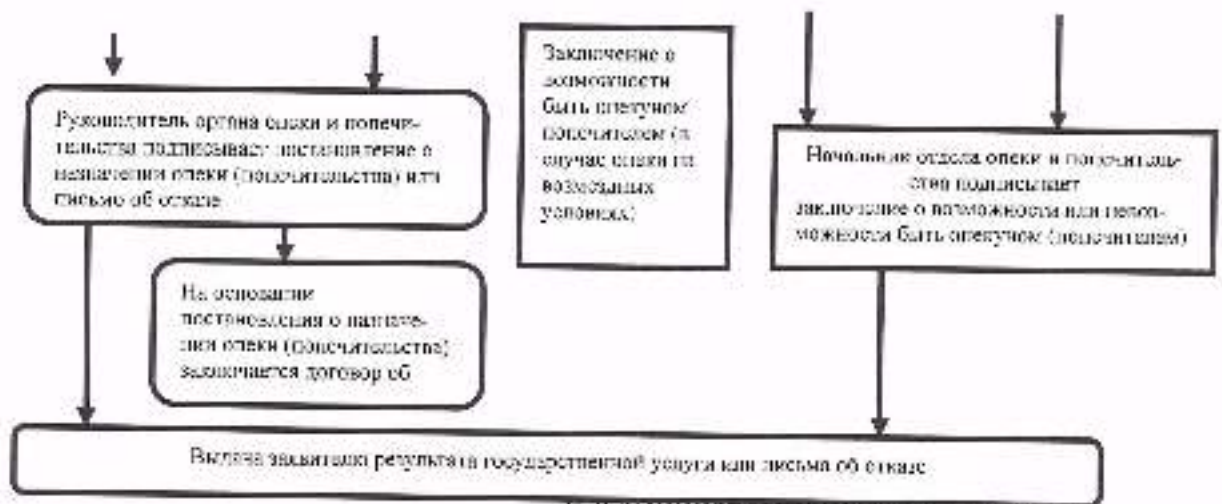 Руководитель органа опеки и попечи-
тельства подписывает постановление о
назначении опеки (попечительства) или
письмо об отказе
Заключение о
возможности
быть опекуном
попечителем (в
случае опеки на
возмездных
условиях)
Начальник отдела опеки и попечитель-
ства подписывает
заключение о возможности или невоз-
можности быть опекуном (попечителем)
На основании
постановления о назначе-
нии опеки (попечительства)
заключается договор об
Выдача заявителю результата государственной услуги или письма об отказе